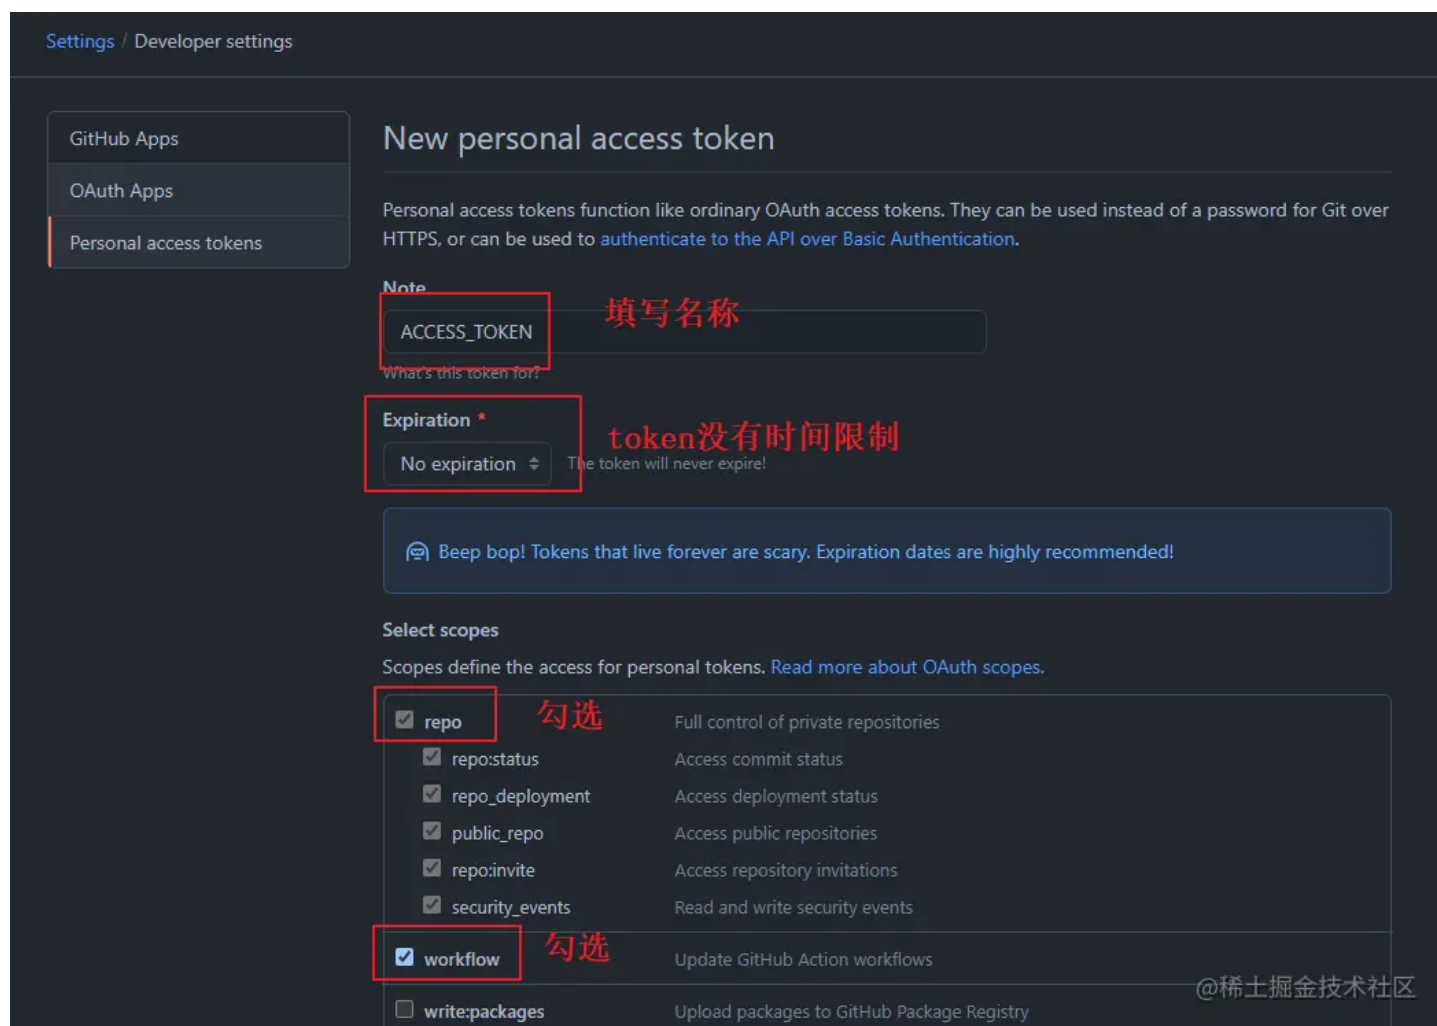 Settings / Developer settings
GitHub Apps
OAuth Apps
Personal access tokens
New personal access token
Personal access tokens function like ordinary OAuth access tokens. They can be used instead of a password for Git over
HTTPS, or can be used to authenticate to the API over Basic Authentication.
Note
填写名称
ACCESS_TOKEN
What's this token for?
Expiration *
token没有时间限制
No expiration The token will never expire!
Beep bop! Tokens that live forever are scary. Expiration dates are highly recommended!
Select scopes
Scopes define the access for personal tokens. Read more about OAuth scopes.
repo 勾选 Full control of private repositories
repo:status Access commit status
repo_deployment Access deployment status
public_repo Access public repositories
repo:invite Access repository invitations
security_events Read and write security events
workflow 勾选 Update GitHub Action workflows
@稀土掘金技术社区
write:packages Upload packages to GitHub Package Registry